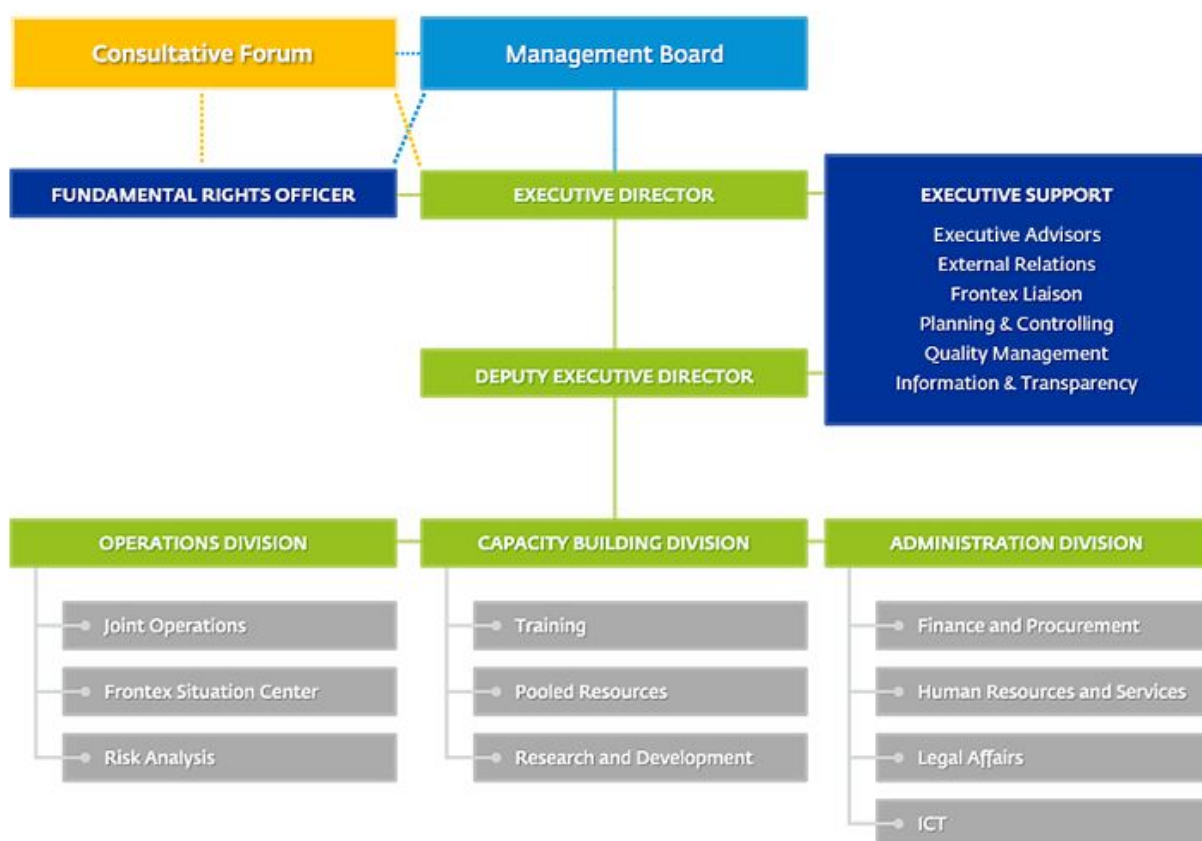 Consultative Forum
Management Board
FUNDAMENTAL RIGHTS OFFICER
EXECUTIVE DIRECTOR
EXECUTIVE SUPPORT
Executive Advisors
External Relations
Frontex Liaison
Planning & Controlling
Quality Management
Information & Transparency
DEPUTY EXECUTIVE DIRECTOR
OPERATIONS DIVISION
Joint Operations
Frontex Situation Center
Risk Analysis
CAPACITY BUILDING DIVISION
Training
Pooled Resources
Research and Development
ADMINISTRATION DIVISION
Finance and Procurement
Human Resources and Services
Legal Affairs
ICT